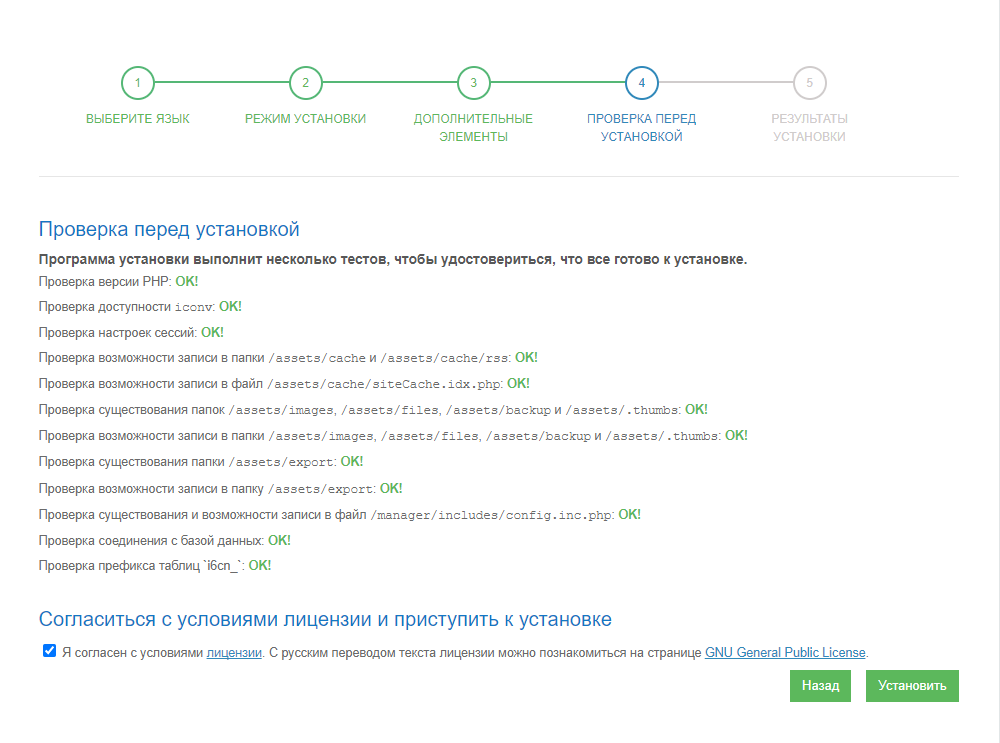 1
2
3
4
5
ВЫБЕРИТЕ ЯЗЫК
РЕЖИМ УСТАНОВКИ
ДОПОЛНИТЕЛЬНЫЕ
ЭЛЕМЕНТЫ
ПРОВЕРКА ПЕРЕД
УСТАНОВКОЙ
РЕЗУЛЬТАТЫ
УСТАНОВКИ
Проверка перед установкой
Программа установки выполнит несколько тестов, чтобы удостовериться, что все готово к установке.
Проверка версии PHP: OK!
Проверка доступности iconv: OK!
Проверка настроек сессий: OK!
Проверка возможности записи в папки /assets/cache и /assets/cache/rss: OK!
Проверка возможности записи в файл /assets/cache/siteCache.idx.php: OK!
Проверка существования папок /assets/images, /assets/files, /assets/backup и /assets/.thumbs: OK!
Проверка возможности записи в папки /assets/images, /assets/files, /assets/backup и /assets/.thumbs: OK!
Проверка существования папки /assets/export: OK!
Проверка возможности записи в папку /assets/export: OK!
Проверка существования и возможности записи в файл /manager/includes/config.inc.php: OK!
Проверка соединения с базой данных: OK!
Проверка префикса таблиц `i6cn_`: OK!
Согласиться с условиями лицензии и приступить к установке
Я согласен с условиями лицензии. С русским переводом текста лицензии можно познакомиться на странице GNU General Public License.
Назад
Установить